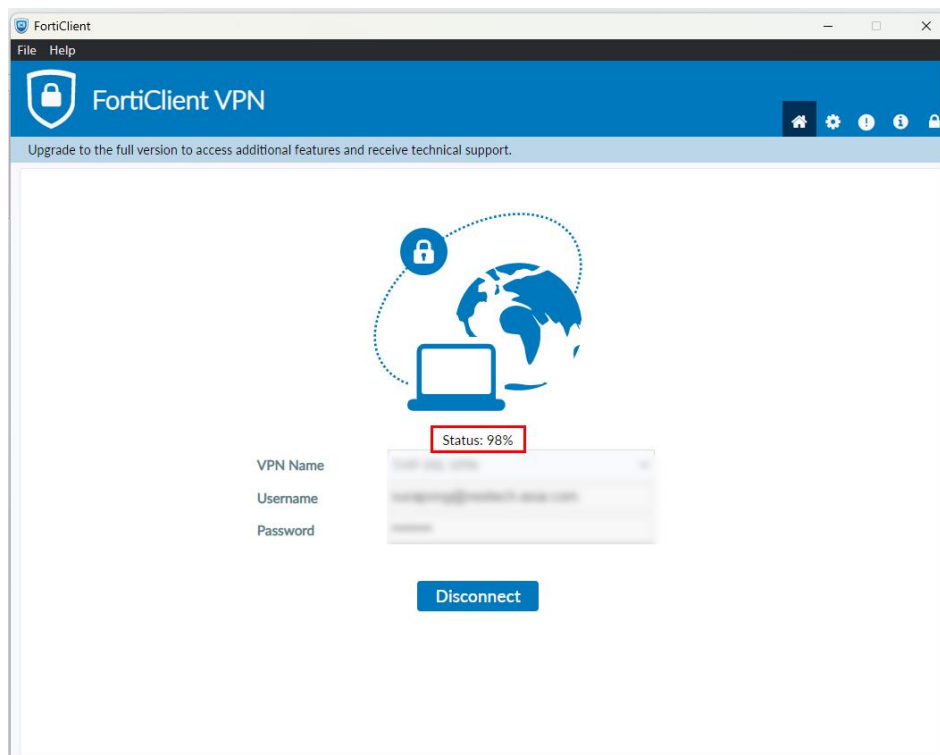 FortiClient
File Help
FortiClient VPN
Upgrade to the full version to access additional features and receive technical support.
Status: 98%
VPN Name
Username
Password
Disconnect